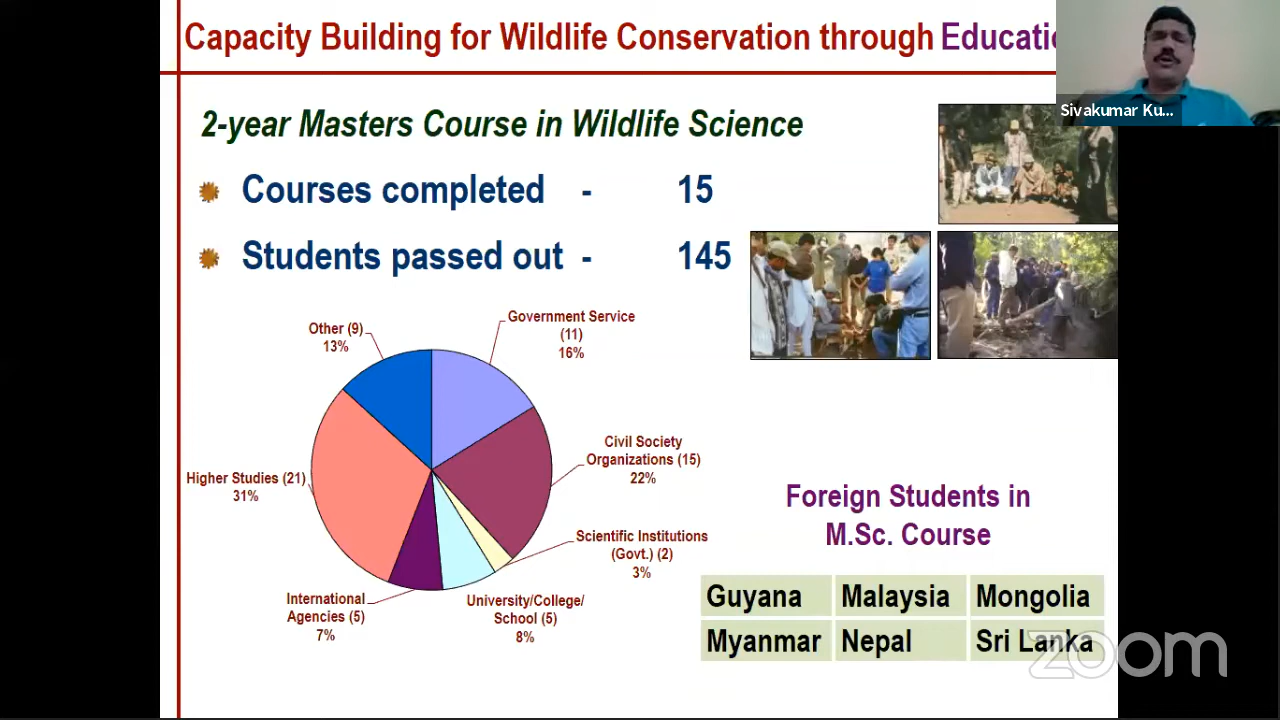 Capacity Building for Wildlife Conservation through Educatio
Sivakumar Ku...
2-year Masters Course in Wildlife Science
Courses completed - 15
Students passed out - 145
Government Service
(11)
16%
Other (9)
13%
Civil Society
Organizations (15)
22%
Higher Studies (21)
31%
Scientific Institutions
(Govt.) (2)
3%
International
Agencies (5)
7%
University/College/
School (5)
8%
Foreign Students in
M.Sc. Course
Guyana Malaysia Mongolia
Myanmar Nepal Sri Lanka
zoom